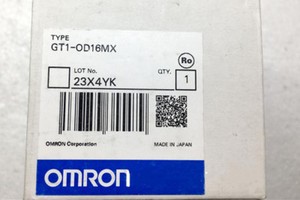 TYPE
GT1-OD16MX
Ro
LOT No.
QTY.
23X4YK
1
OMRON Corporation
MADE IN JAPAN
OMRON